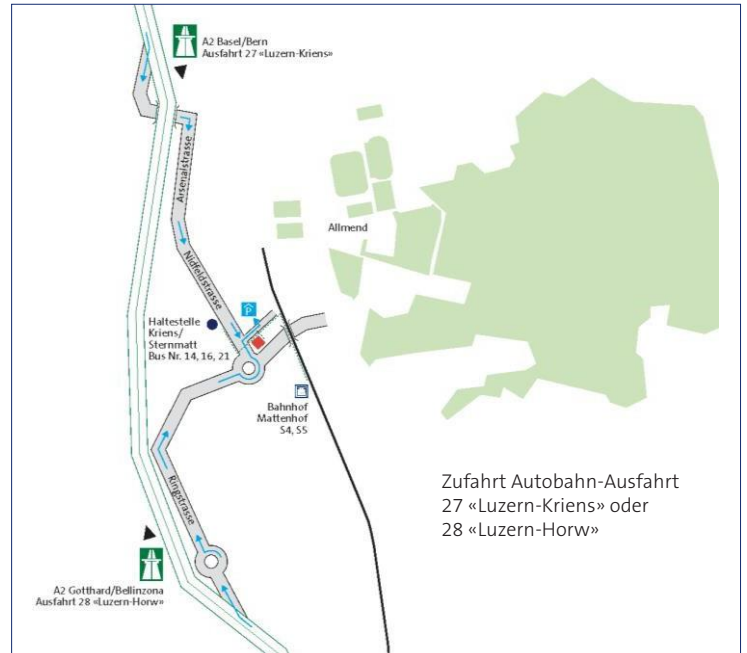 A2 Basel/Bern
Ausfahrt 27 «Luzern-Kriens»
Arsenalstrasse
Allmend
Nidfeldstrasse
P
Haltestelle
Kriens/
Sternmatt
Bus Nr. 14, 16, 21
Bahnhof
Mattenhof
S4, S5
Zufahrt Autobahn-Ausfahrt
27 «Luzern-Kriens» oder
28 «Luzern-Horw»
Ringstrasse
A2 Gotthard/Bellinzona
Ausfahrt 28 «Luzern-Horw»